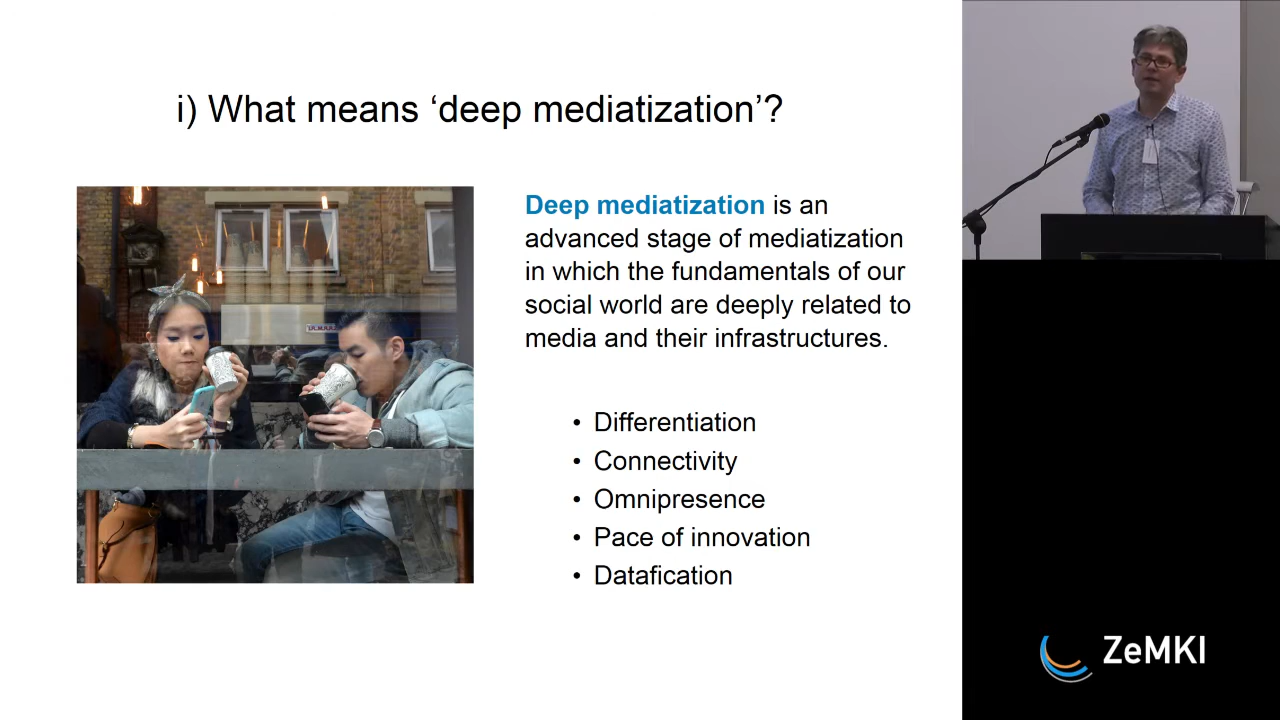 i) What means ‘deep mediatization’?
Deep mediatization is an
advanced stage of mediatization
in which the fundamentals of our
social world are deeply related to
media and their infrastructures.
• Differentiation
• Connectivity
• Omnipresence
• Pace of innovation
• Datafication
ZeMKI